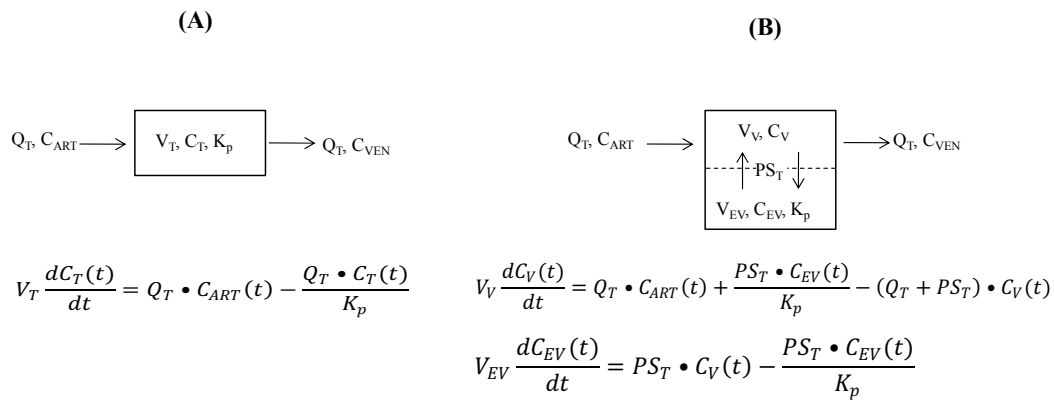 (A)
Q_T, C_ART
V_T, C_T, K_p
Q_T, C_VEN
V_T dC_T(t)/dt = Q_T • C_ART(t) − Q_T • C_T(t)/K_p
(B)
Q_T, C_ART
V_V, C_V
PS_T
V_EV, C_EV, K_p
Q_T, C_VEN
V_V dC_V(t)/dt = Q_T • C_ART(t) + PS_T • C_EV(t)/K_p − (Q_T + PS_T) • C_V(t)
V_EV dC_EV(t)/dt = PS_T • C_V(t) − PS_T • C_EV(t)/K_p